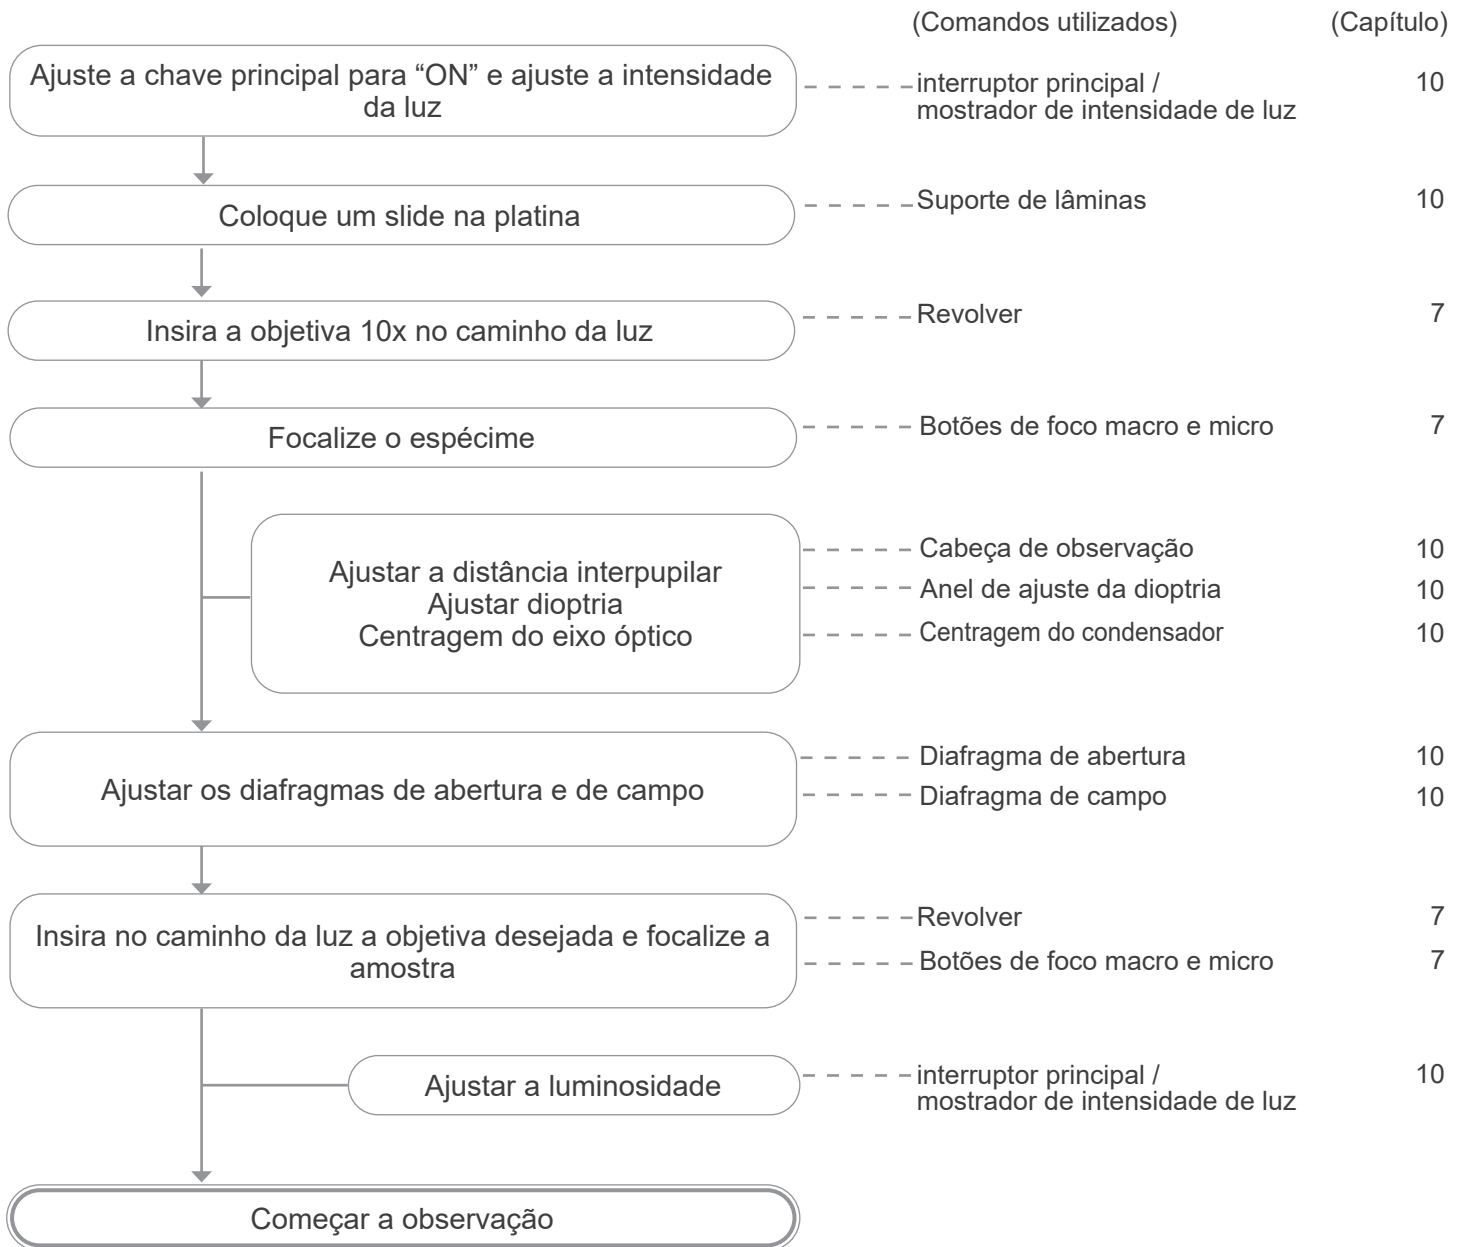 (Comandos utilizados) (Capítulo)
Ajuste a chave principal para “ON” e ajuste a intensidade
da luz
interruptor principal /
mostrador de intensidade de luz
10
Coloque um slide na platina
Suporte de lâminas
10
Insira a objetiva 10x no caminho da luz
Revolver
7
Focalize o espécime
Botões de foco macro e micro
7
Ajustar a distância interpupilar
Ajustar dioptria
Centragem do eixo óptico
Cabeça de observação
10
Anel de ajuste da dioptria
10
Centragem do condensador
10
Ajustar os diafragmas de abertura e de campo
Diafragma de abertura
10
Diafragma de campo
10
Insira no caminho da luz a objetiva desejada e focalize a
amostra
Revolver
7
Botões de foco macro e micro
7
Ajustar a luminosidade
interruptor principal /
mostrador de intensidade de luz
10
Começar a observação